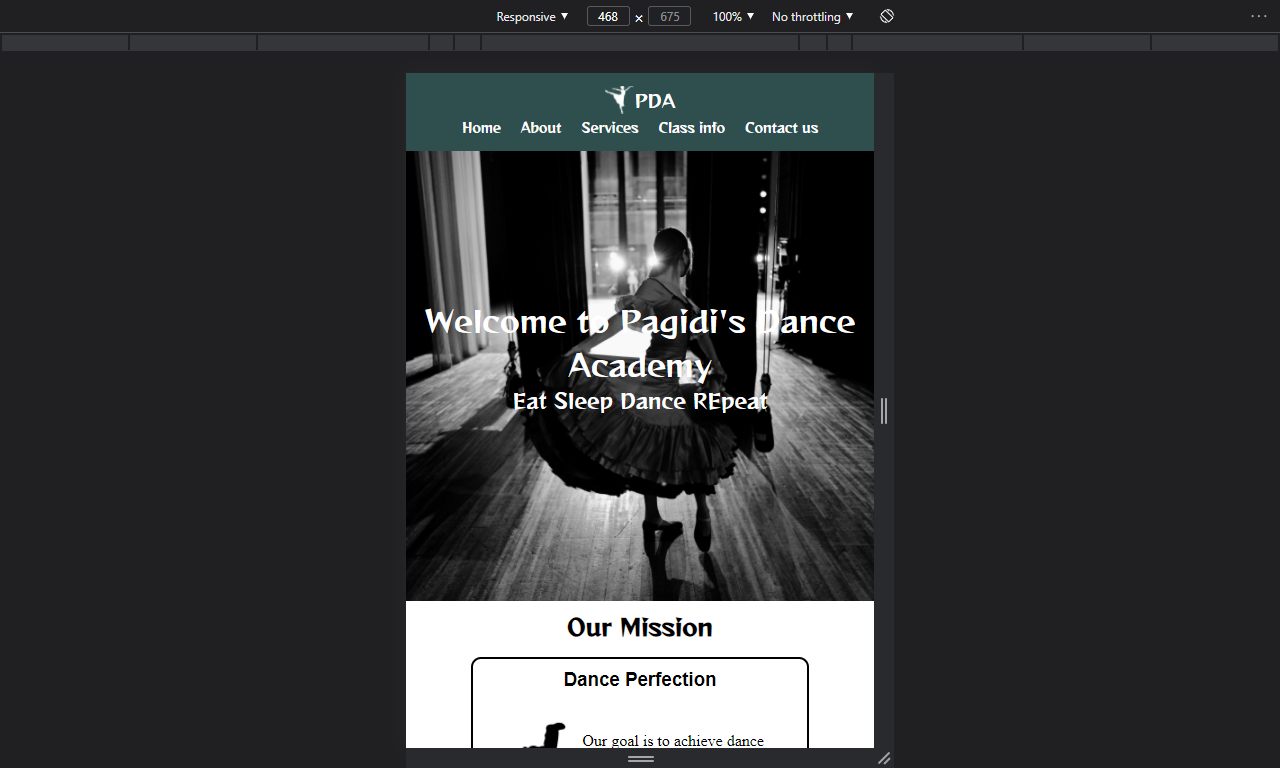 Responsive 468 × 675 100% No throttling
PDA
Home About Services Class info Contact us
Welcome to Pagidi's Dance
Academy
Eat Sleep Dance REpeat
Our Mission
Dance Perfection
Our goal is to achieve dance